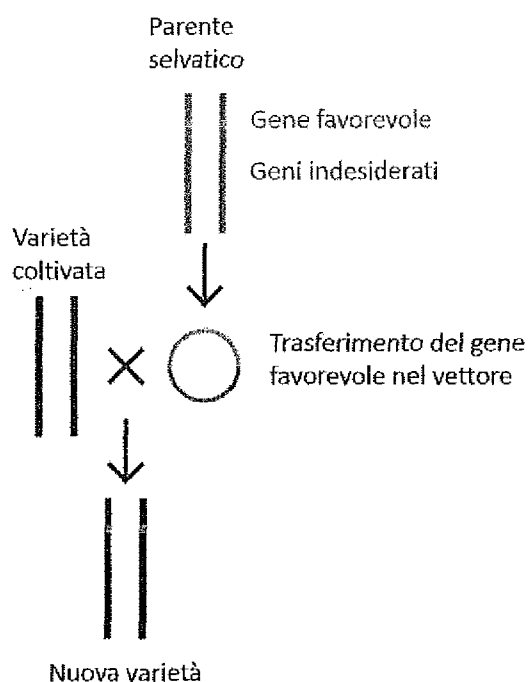 Parente
selvatico
Gene favorevole
Geni indesiderati
Varietà
coltivata
Trasferimento del gene
favorevole nel vettore
Nuova varietà